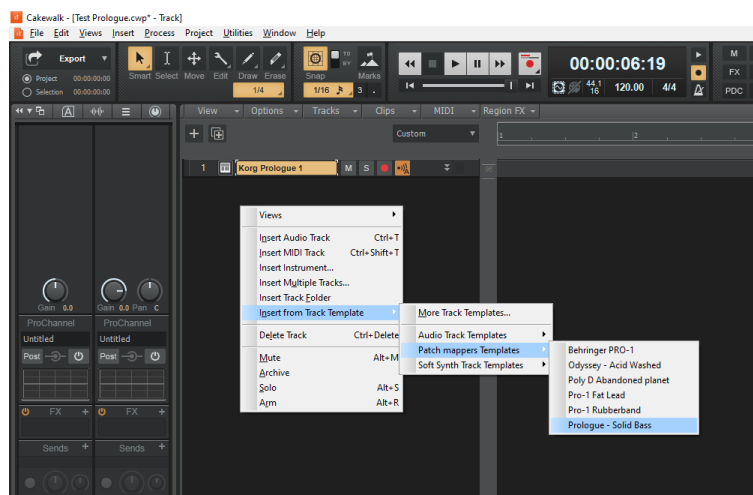 Cakewalk - [Test Prologue.cwp* - Track]
File Edit Views Insert Process Project Utilities Window Help
Export
Project 00:00:00:00
Selection 00:00:00:00
Smart Select Move Edit Draw Erase Snap Marks
TO
BY
1/4 1/16 3
00:00:06:19
44.1
16 120.00 4/4
M
FX
PDC
A
View Options Tracks Clips MIDI Region FX
Custom
1 2
1 Korg Prologue 1 M S
Views
Insert Audio Track Ctrl+T
Insert MIDI Track Ctrl+Shift+T
Insert Instrument...
Insert Multiple Tracks...
Insert Track Folder
Insert from Track Template
Delete Track Ctrl+Delete
Mute Alt+M
Archive
Solo Alt+S
Arm Alt+R
More Track Templates...
Audio Track Templates
Patch mappers Templates
Soft Synth Track Templates
Behringer PRO-1
Odyssey - Acid Washed
Poly D Abandoned planet
Pro-1 Fat Lead
Pro-1 Rubberband
Prologue - Solid Bass
Gain 0.0 Gain 0.0 Pan C
ProChannel ProChannel
Untitled Untitled
Post Post
FX + FX +
Sends + Sends +